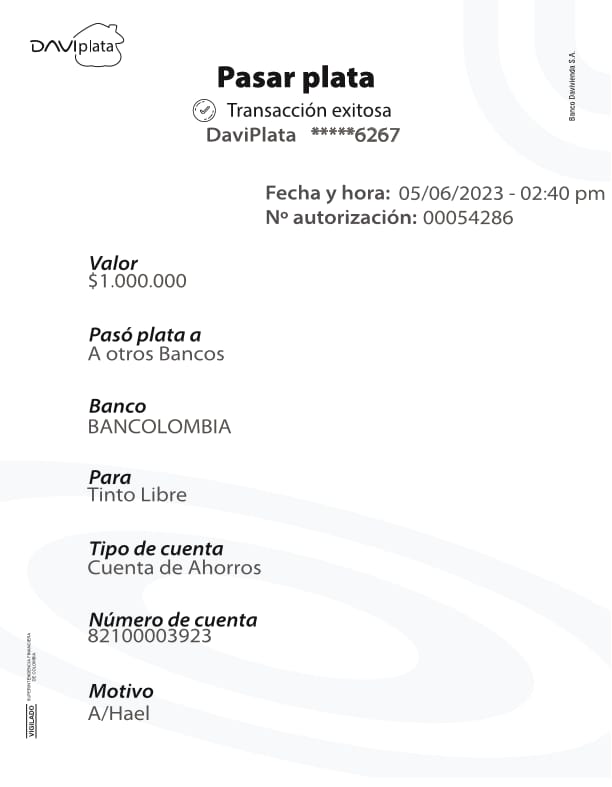 DAVIplata
Banco Davivienda S.A.
Pasar plata
Transacción exitosa
DaviPlata *****6267
Fecha y hora: 05/06/2023 - 02:40 pm
Nº autorización: 00054286
Valor
$1.000.000
Pasó plata a
A otros Bancos
Banco
BANCOLOMBIA
Para
Tinto Libre
Tipo de cuenta
Cuenta de Ahorros
Número de cuenta
82100003923
Motivo
A/Hael
VIGILADO
SUPERINTENDENCIA FINANCIERA
DE COLOMBIA